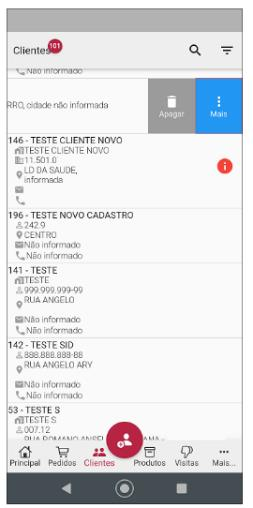 Clientes 101
Não informado
RRO, cidade não informada
Apagar
Mais
146 - TESTE CLIENTE NOVO
TESTE CLIENTE NOVO
11.501.0
LD DA SAUDE,
informada
196 - TESTE NOVO CADASTRO
242.9
CENTRO
Não informado
Não informado
141 - TESTE
TESTE
999.999.999-99
RUA ANGELO
Não informado
Não informado
142 - TESTE SID
888.888.888-88
RUA ANGELO ARY
Não informado
Não informado
53 - TESTE S
TESTE S
007.12
RUA ROMANO ANSEL
Principal Pedidos Clientes Produtos Visitas Mais...